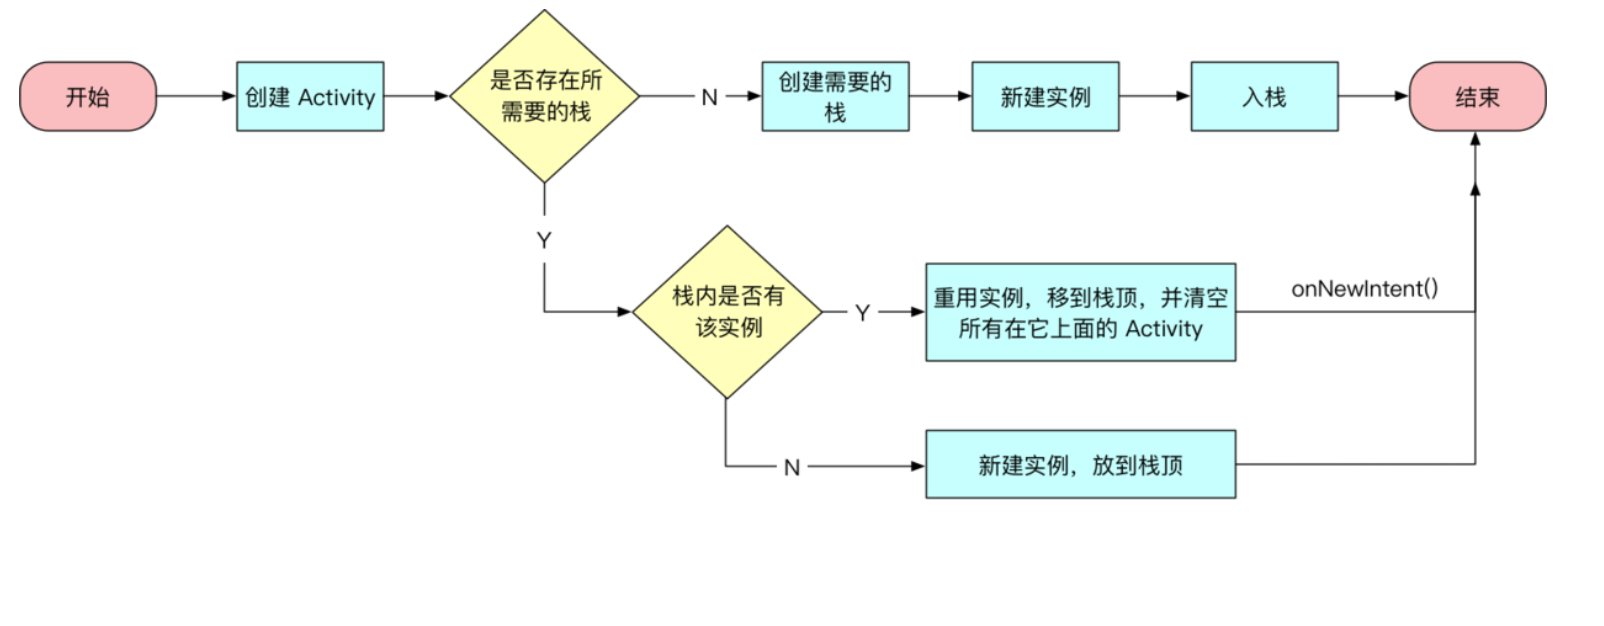 开始
创建 Activity
是否存在所
需要的栈
N
创建需要的
栈
新建实例
入栈
结束
Y
栈内是否有
该实例
Y
重用实例，移到栈顶，并清空
所有在它上面的 Activity
onNewIntent()
N
新建实例，放到栈顶